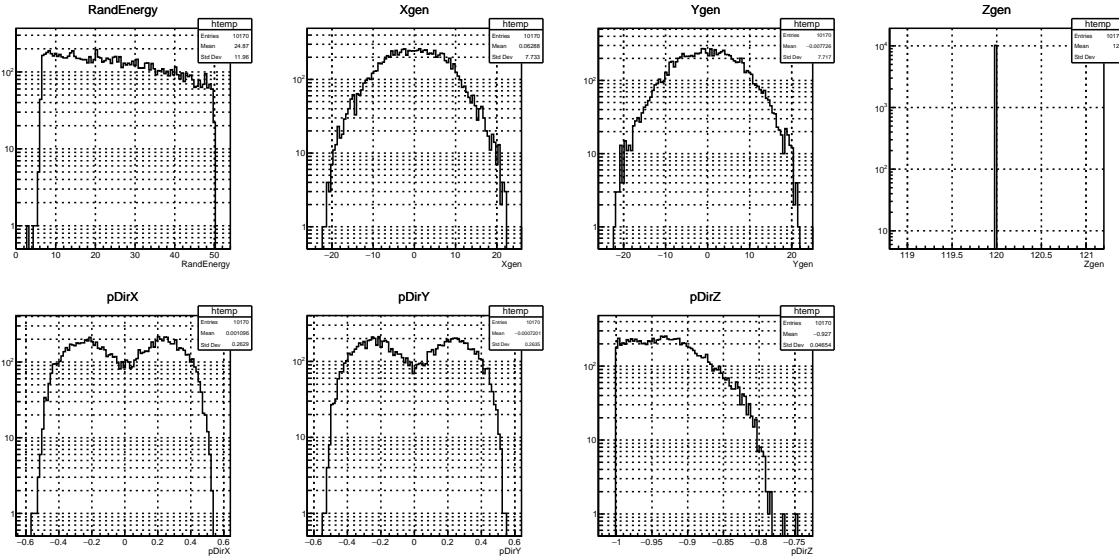 RandEnergy
htemp
Entries 10170
Mean 24.87
Std Dev 11.96
10²
10
1
0 10 20 30 40 50
RandEnergy
Xgen
htemp
Entries 10170
Mean 0.06288
Std Dev 7.733
10²
10
1
−20 −10 0 10 20
Xgen
Ygen
htemp
Entries 10170
Mean −0.007726
Std Dev 7.717
10²
10
1
−20 −10 0 10 20
Ygen
Zgen
htemp
Entries 1017
Mean 12
Std Dev
10⁴
10³
10²
10
119 119.5 120 120.5 121
Zgen
pDirX
htemp
Entries 10170
Mean 0.001096
Std Dev 0.2629
10²
10
1
−0.6 −0.4 −0.2 0 0.2 0.4 0.6
pDirX
pDirY
htemp
Entries 10170
Mean −0.0007201
Std Dev 0.2635
10²
10
1
−0.6 −0.4 −0.2 0 0.2 0.4 0.6
pDirY
pDirZ
htemp
Entries 10170
Mean −0.927
Std Dev 0.04654
10²
10
1
−1 −0.95 −0.9 −0.85 −0.8 −0.75
pDirZ